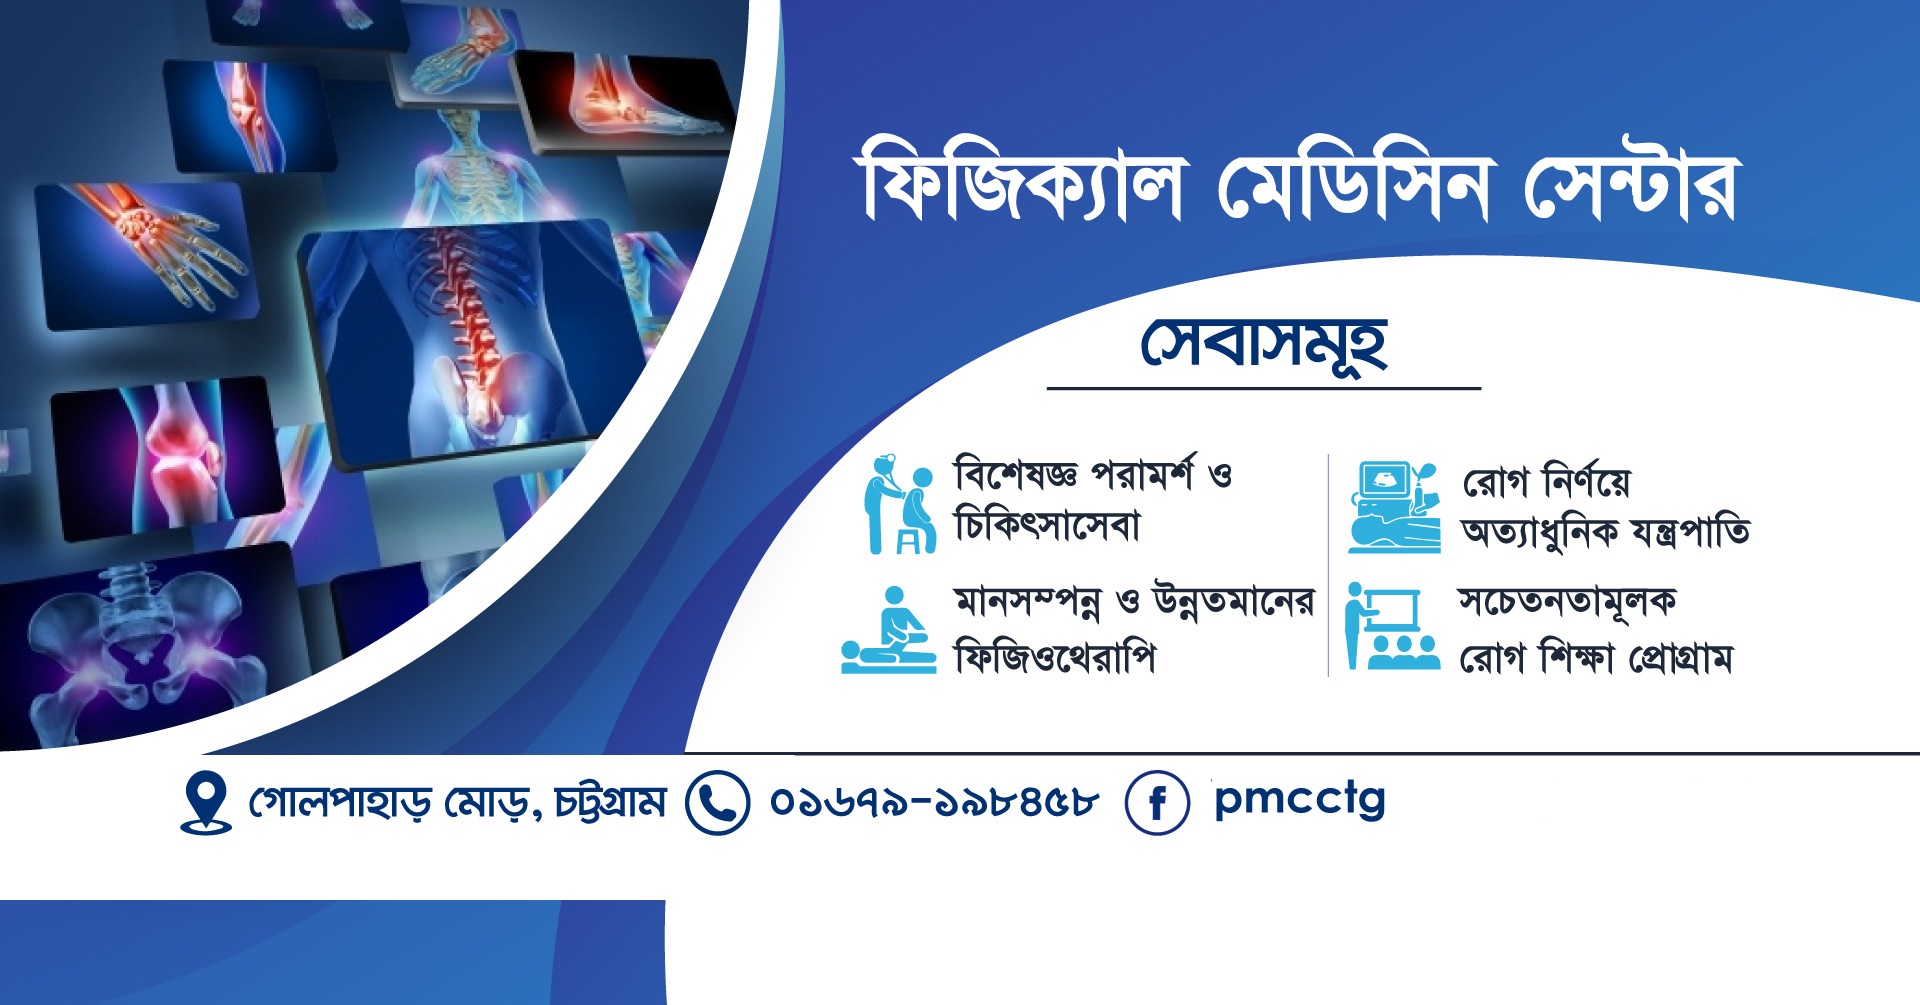 ফিজিক্যাল মেডিসিন সেন্টার
সেবাসমূহ
বিশেষজ্ঞ পরামর্শ ও
চিকিৎসাসেবা
মানসম্পন্ন ও উন্নতমানের
ফিজিওথেরাপি
রোগ নির্ণয়ে
অত্যাধুনিক যন্ত্রপাতি
সচেতনতামূলক
রোগ শিক্ষা প্রোগ্রাম
গোলপাহাড় মোড়, চট্টগ্রাম ০১৬৭৯-১৯৮৪৫৮ f pmcctg